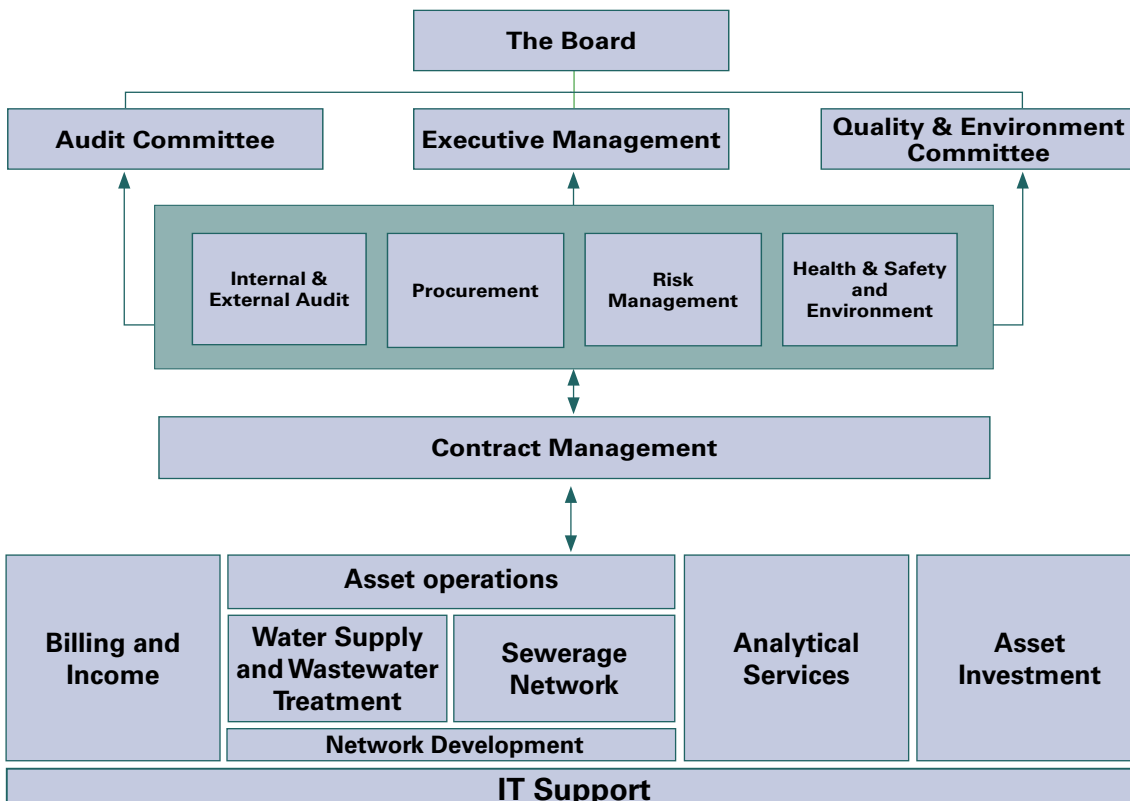 The Board
Audit Committee
Executive Management
Quality & Environment
Committee
Internal &
External Audit
Procurement
Risk
Management
Health & Safety
and
Environment
Contract Management
Billing and
Income
Asset operations
Water Supply
and Wastewater
Treatment
Sewerage
Network
Network Development
Analytical
Services
Asset
Investment
IT Support